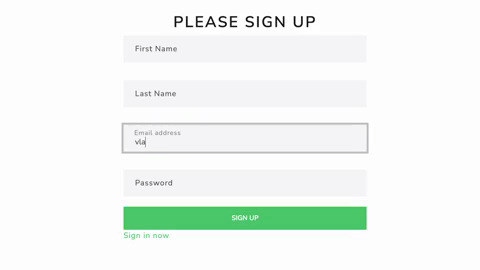 PLEASE SIGN UP
First Name
Last Name
Email address
vla
Password
SIGN UP
Sign in now